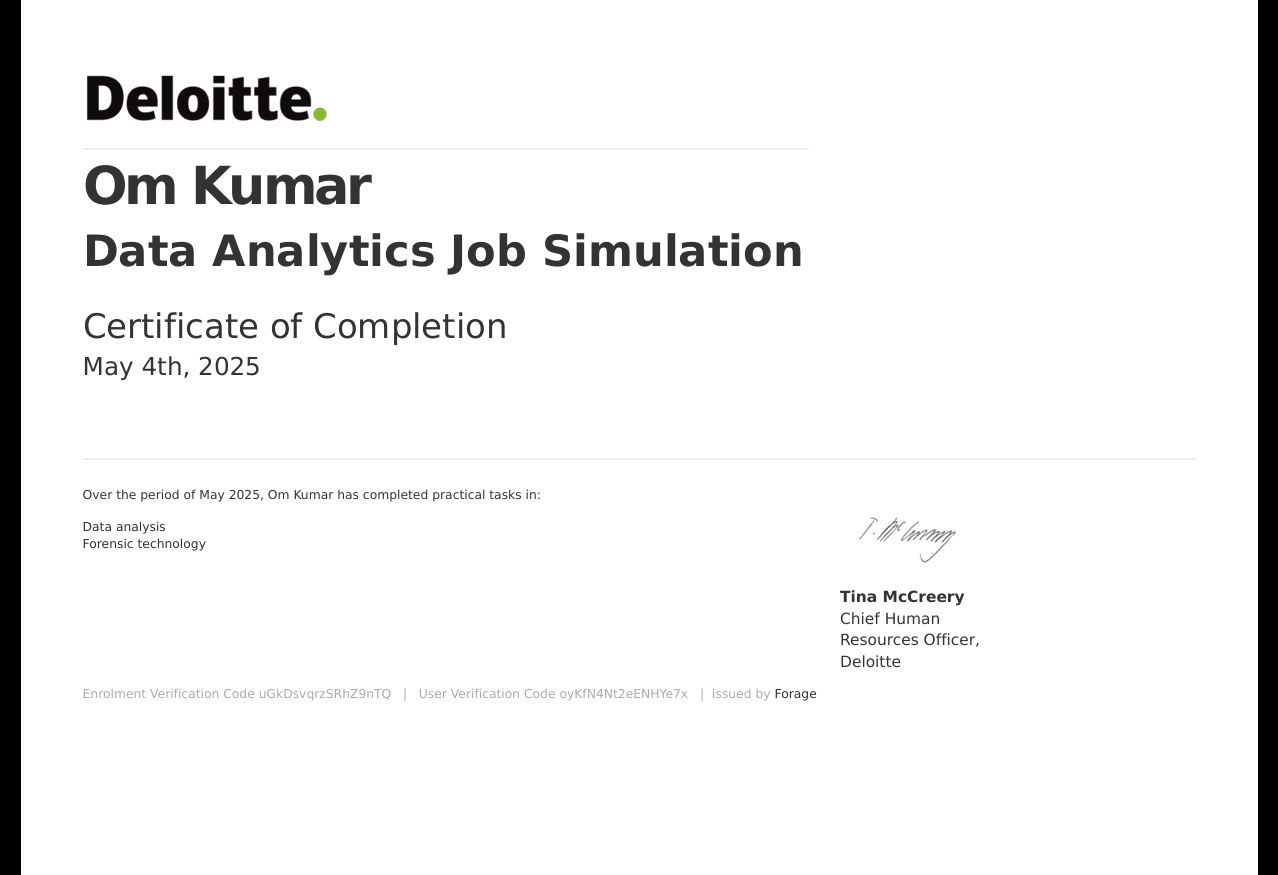 Deloitte.
Om Kumar
Data Analytics Job Simulation
Certificate of Completion
May 4th, 2025
Over the period of May 2025, Om Kumar has completed practical tasks in:
Data analysis
Forensic technology
T. McCreery
Tina McCreery
Chief Human
Resources Officer,
Deloitte
Enrolment Verification Code uGkDsvqrzSRhZ9nTQ | User Verification Code oyKfN4Nt2eENHYe7x | Issued by Forage